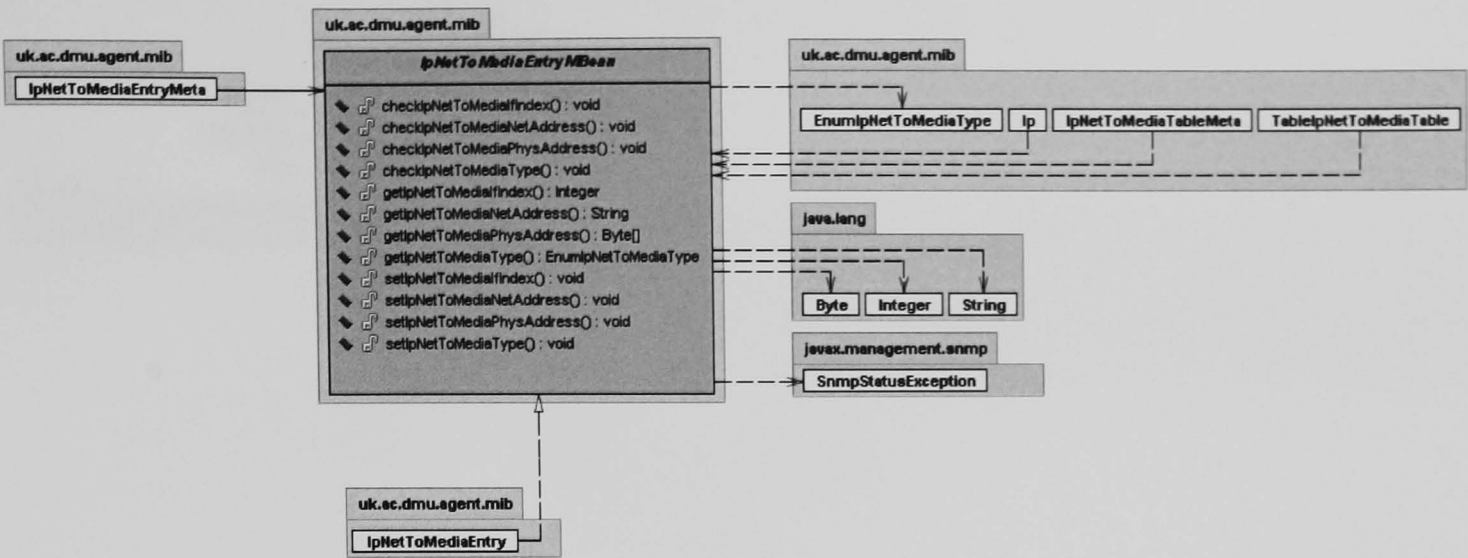 uk.ac.dmu.agent.mib
IpNetToMediaEntryMeta
uk.ac.dmu.agent.mib
IpNetToMediaEntryMBean
checkIpNetToMediaIfIndex() : void
checkIpNetToMediaNetAddress() : void
checkIpNetToMediaPhysAddress() : void
checkIpNetToMediaType() : void
getIpNetToMediaIfIndex() : Integer
getIpNetToMediaNetAddress() : String
getIpNetToMediaPhysAddress() : Byte[]
getIpNetToMediaType() : EnumIpNetToMediaType
setIpNetToMediaIfIndex() : void
setIpNetToMediaNetAddress() : void
setIpNetToMediaPhysAddress() : void
setIpNetToMediaType() : void
uk.ac.dmu.agent.mib
EnumIpNetToMediaType Ip IpNetToMediaTableMeta TableIpNetToMediaTable
java.lang
Byte Integer String
javax.management.snmp
SnmpStatusException
uk.ac.dmu.agent.mib
IpNetToMediaEntry